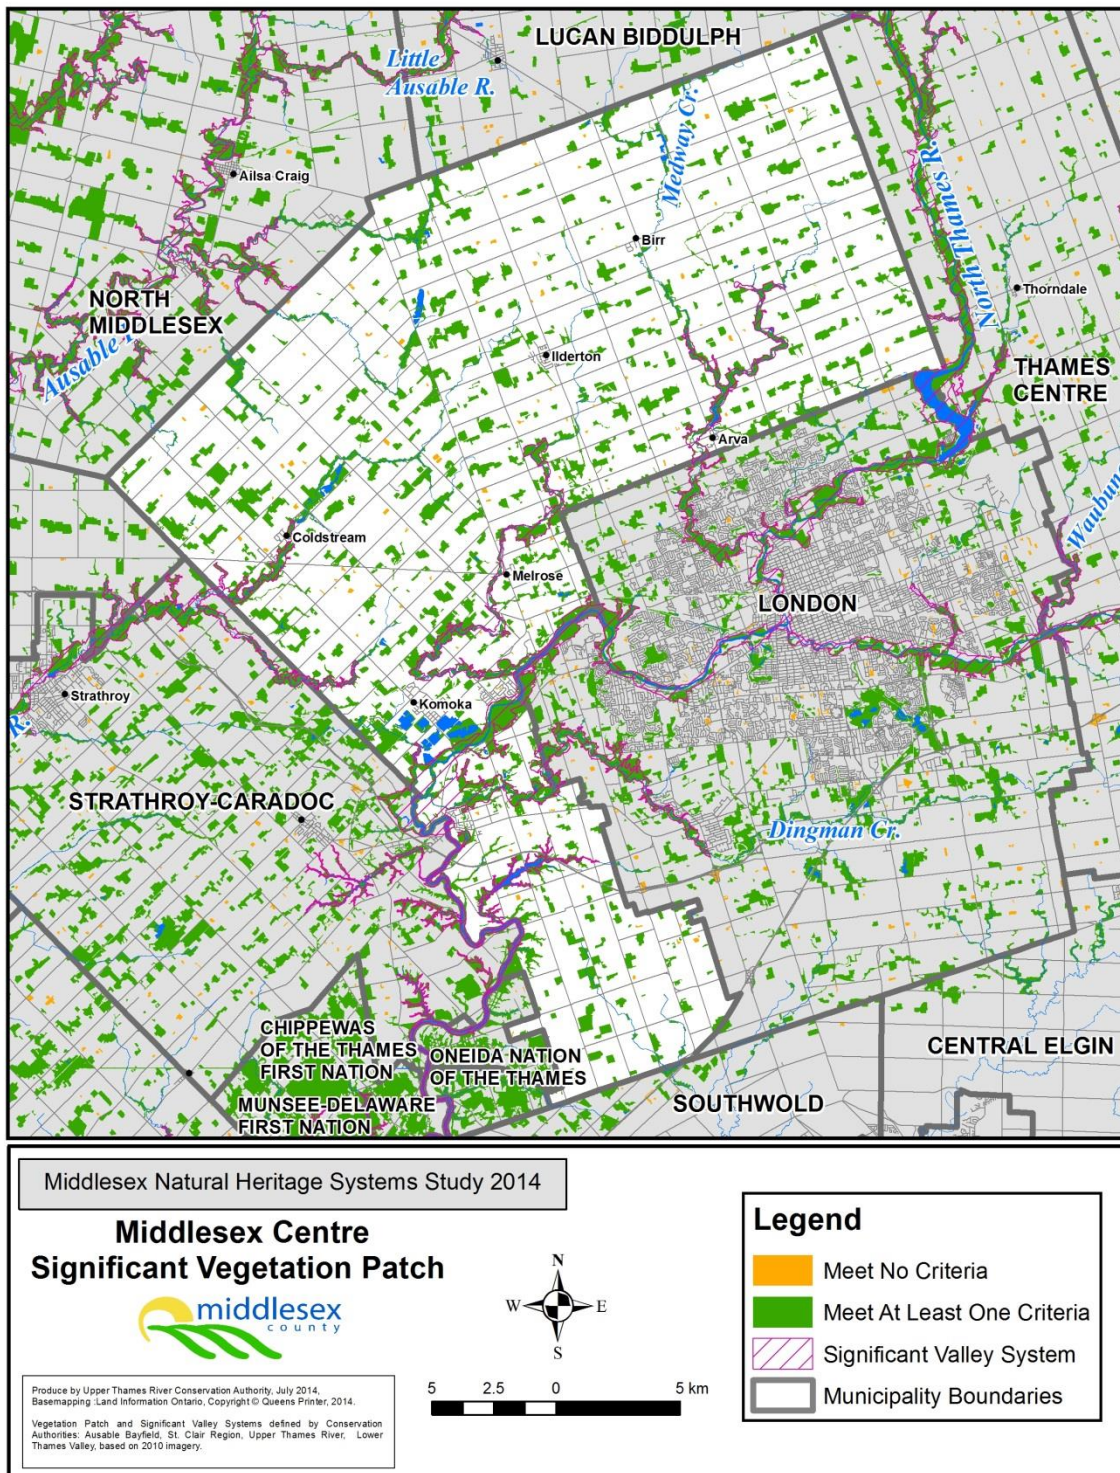 LUCAN BIDDULPH
Little
Ausable R.
Medway Cr.
Ailsa Craig
Birr
North Thames R.
Thorndale
NORTH
MIDDLESEX
Ausable
Ilderton
THAMES
CENTRE
Arva
Waubun
Coldstream
Melrose
LONDON
Strathroy
R.
Komoka
STRATHROY-CARADOC
Dingman Cr.
CHIPPEWAS
OF THE THAMES
FIRST NATION
ONEIDA NATION
OF THE THAMES
CENTRAL ELGIN
MUNSEE-DELAWARE
FIRST NATION
SOUTHWOLD
Middlesex Natural Heritage Systems Study 2014
Middlesex Centre
Significant Vegetation Patch
middlesex
county
N
W
E
S
Legend
Meet No Criteria
Meet At Least One Criteria
Significant Valley System
Municipality Boundaries
5 2.5 0 5 km
Produce by Upper Thames River Conservation Authority, July 2014,
Basemapping :Land Information Ontario, Copyright © Queens Printer, 2014.
Vegetation Patch and Significant Valley Systems defined by Conservation
Authorities: Ausable Bayfield, St. Clair Region, Upper Thames River, Lower
Thames Valley, based on 2010 imagery.